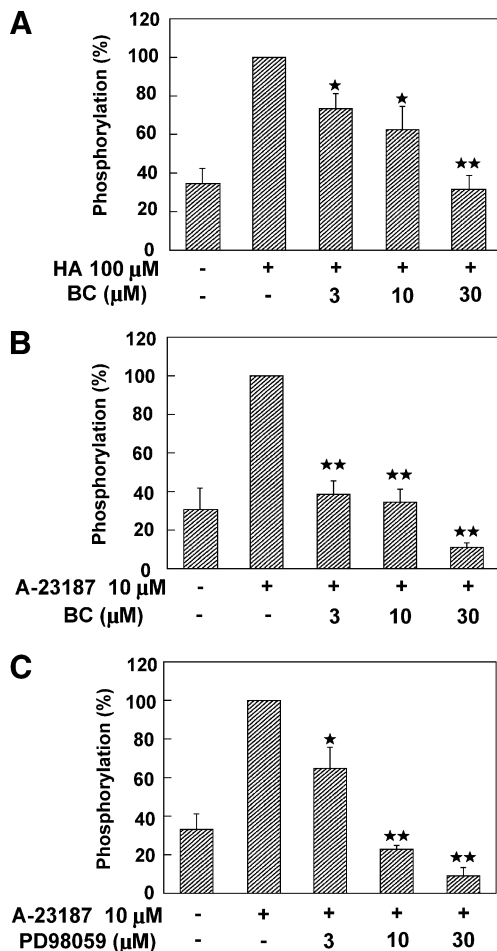 A
Phosphorylation (%)
120
100
80
60
40
20
0
★ ★ ★★
HA 100 μM - + + + +
BC (μM) - - 3 10 30
B
Phosphorylation (%)
120
100
80
60
40
20
0
★★ ★★ ★★
A-23187 10 μM - + + + +
BC (μM) - - 3 10 30
C
Phosphorylation (%)
120
100
80
60
40
20
0
★ ★★ ★★
A-23187 10 μM - + + + +
PD98059 (μM) - - 3 10 30